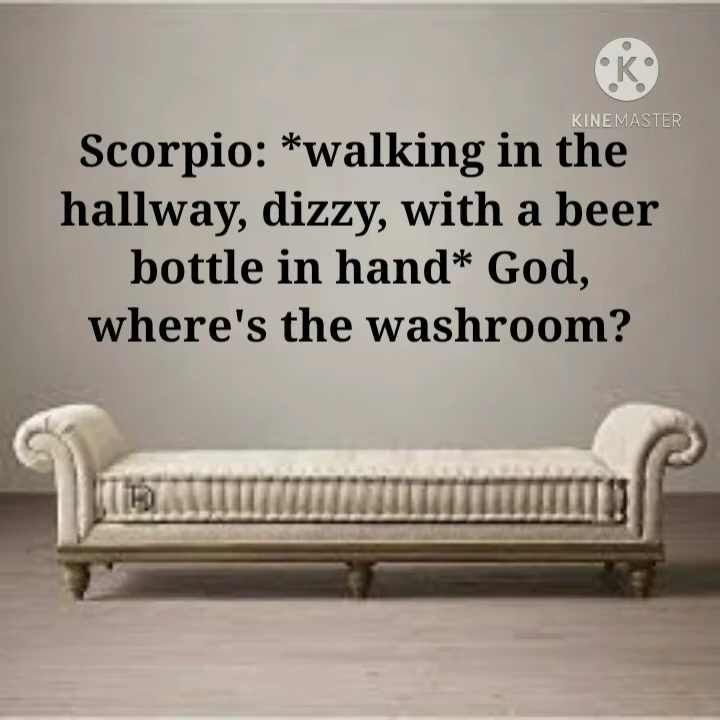 K
KINEMASTER
Scorpio: *walking in the
hallway, dizzy, with a beer
bottle in hand* God,
where's the washroom?